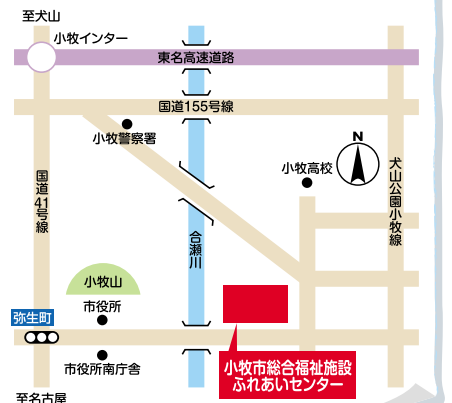 至犬山
小牧インター
東名高速道路
国道155号線
小牧警察署
N
小牧高校
犬山公園小牧線
国道41号線
合瀬川
小牧山
市役所
弥生町
市役所南庁舎
小牧市総合福祉施設
ふれあいセンター
至名古屋